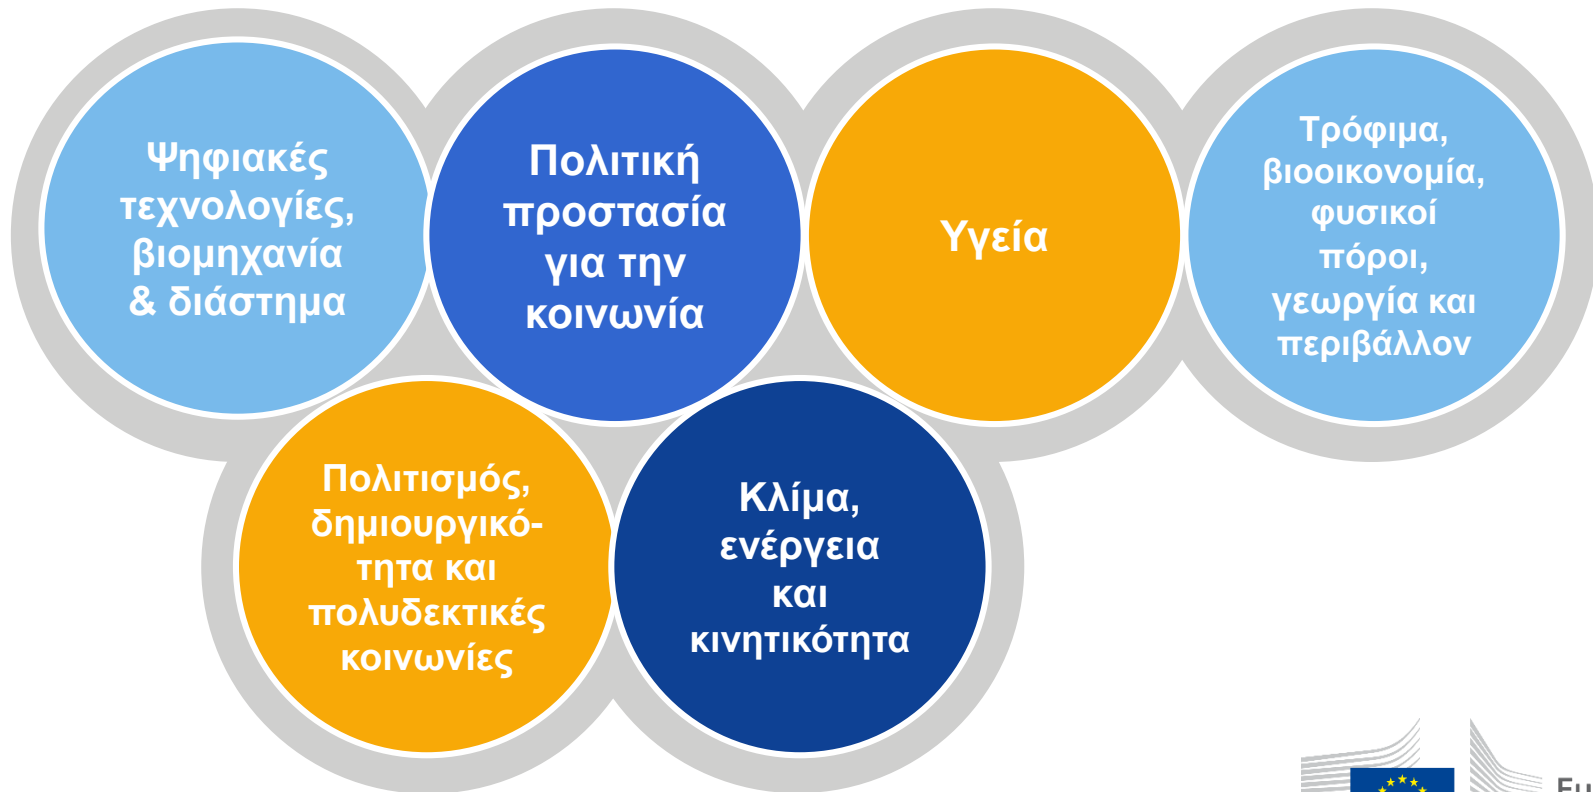 Ψηφιακές
τεχνολογίες,
βιομηχανία
& διάστημα
Πολιτική
προστασία
για την
κοινωνία
Υγεία
Τρόφιμα,
βιοοικονομία,
φυσικοί
πόροι,
γεωργία και
περιβάλλον
Πολιτισμός,
δημιουργικό-
τητα και
πολυδεκτικές
κοινωνίες
Κλίμα,
ενέργεια
και
κινητικότητα